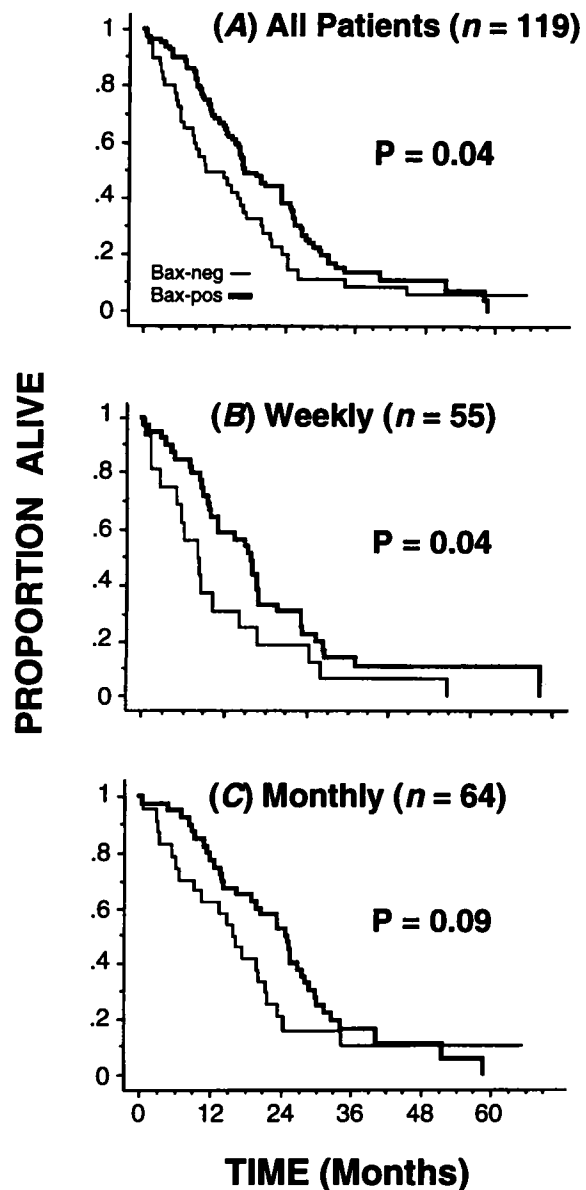 (A) All Patients (n = 119)
1
.8
.6
.4
.2
0
P = 0.04
Bax-neg
Bax-pos
PROPORTION ALIVE
(B) Weekly (n = 55)
1
.8
.6
.4
.2
0
P = 0.04
(C) Monthly (n = 64)
1
.8
.6
.4
.2
0
P = 0.09
0 12 24 36 48 60
TIME (Months)